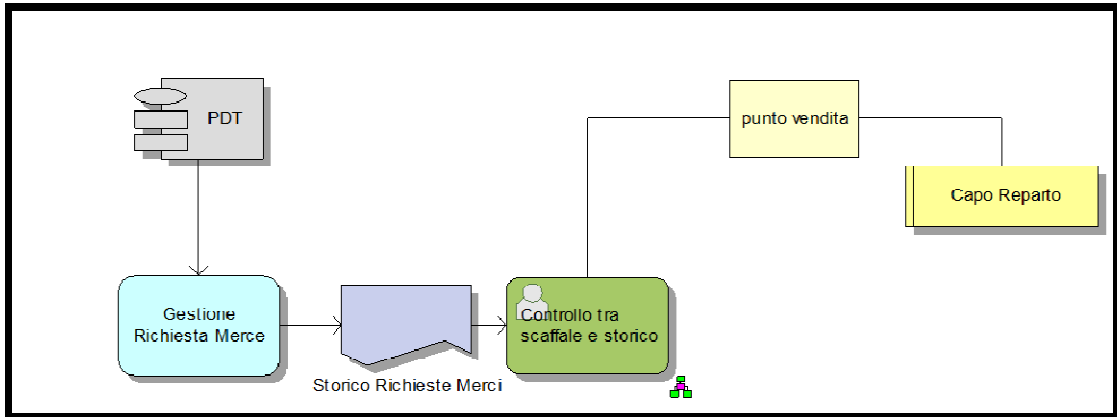 PDT
punto vendita
Capo Reparto
Gestione
Richiesta Merce
Controllo tra
scaffale e storico
Storico Richieste Merci